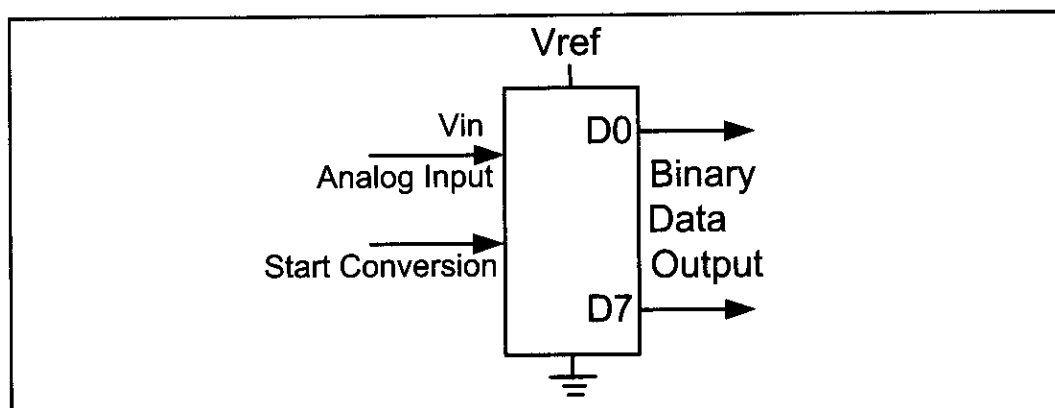 Vref
Vin
Analog Input
Start Conversion
D0
Binary
Data
Output
D7